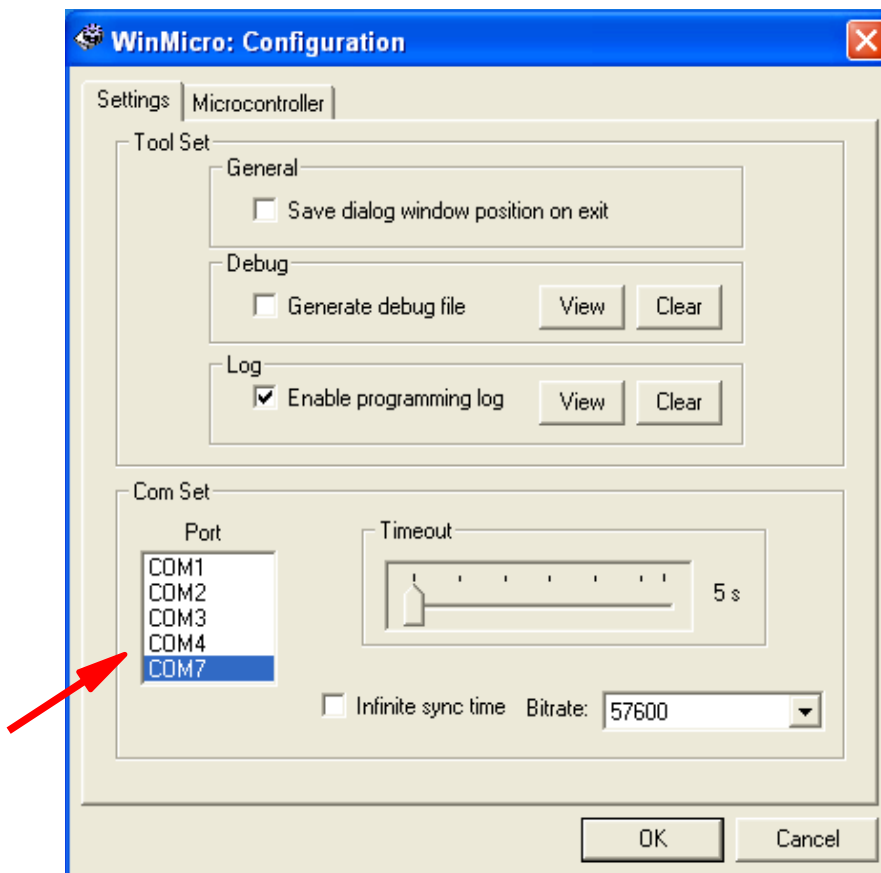 WinMicro: Configuration
Settings
Microcontroller
Tool Set
General
Save dialog window position on exit
Debug
Generate debug file
View
Clear
Log
Enable programming log
View
Clear
Com Set
Port
COM1
COM2
COM3
COM4
COM7
Timeout
5 s
Infinite sync time
Bitrate:
57600
OK
Cancel